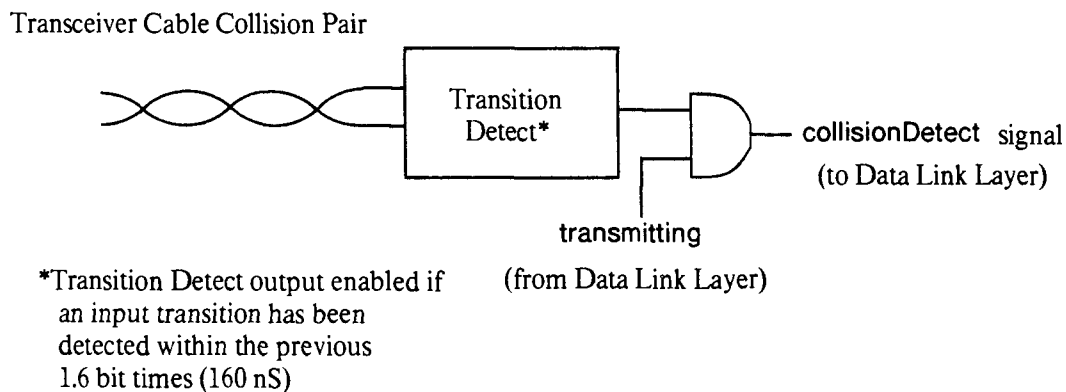 Transceiver Cable Collision Pair
Transition
Detect*
collisionDetect signal
(to Data Link Layer)
transmitting
(from Data Link Layer)
*Transition Detect output enabled if
an input transition has been
detected within the previous
1.6 bit times (160 nS)